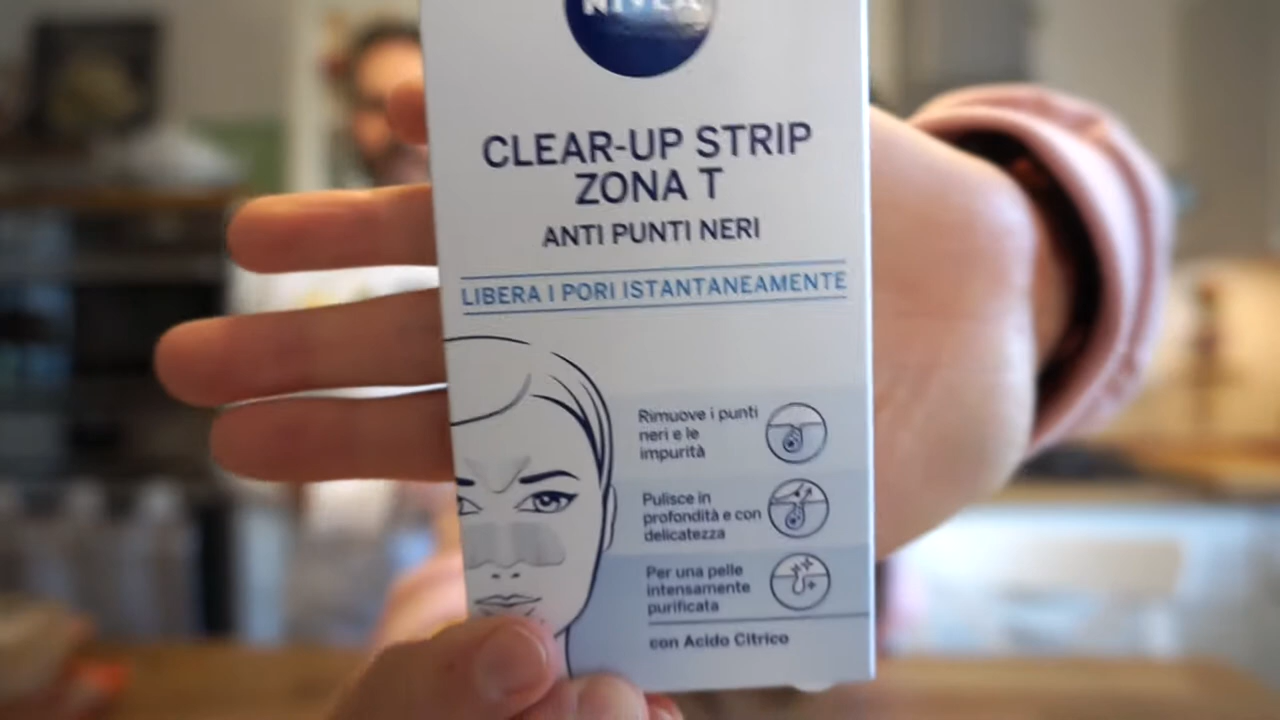 NIVEA
CLEAR-UP STRIP
ZONA T
ANTI PUNTI NERI
LIBERA I PORI ISTANTANEAMENTE
Rimuove i punti
neri e le
impurità
Pulisce in
profondità e con
delicatezza
Per una pelle
intensamente
purificata
con Acido Citrico